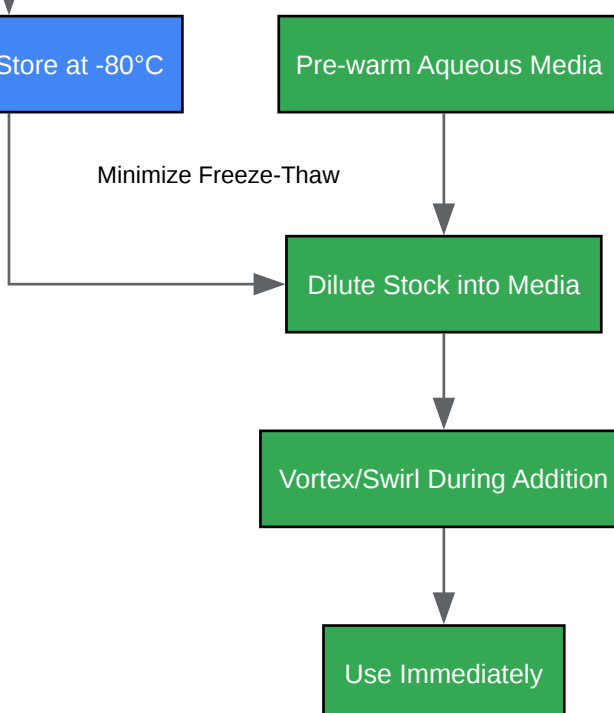 Store at -80°C
Pre-warm Aqueous Media
Minimize Freeze-Thaw
Dilute Stock into Media
Vortex/Swirl During Addition
Use Immediately